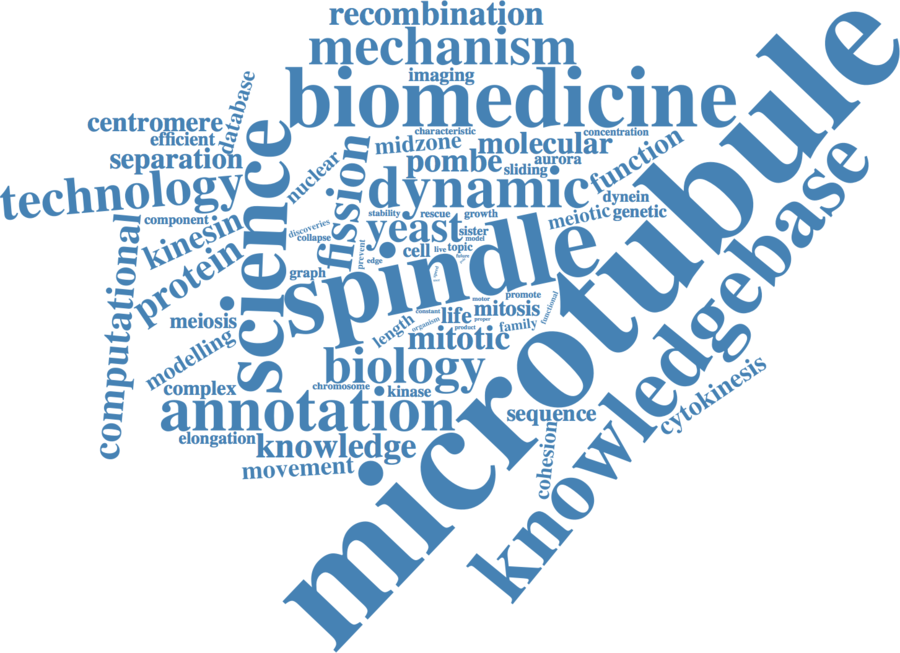 recombination
mechanism
imaging
biomedicine
database
centromere
efficient
separation
technology
component
kinesin
protein
computational
science
nuclear
fission
characteristic
concentration
midzone
molecular
pombe
aurora
sliding
function
dynamic
dynein
meiotic
genetic
stability
rescue
growth
yeast
sister
model
discoveries
collapse
prevent
cell
live
topic
future
edge
graph
spindle
microtubule
knowledgebase
meiosis
modelling
complex
length
constant
organism
motor
promote
functional
life
mitosis
proper
product
family
mitotic
biology
chromosome
kinase
annotation
elongation
knowledge
movement
sequence
cohesion
cytokinesis